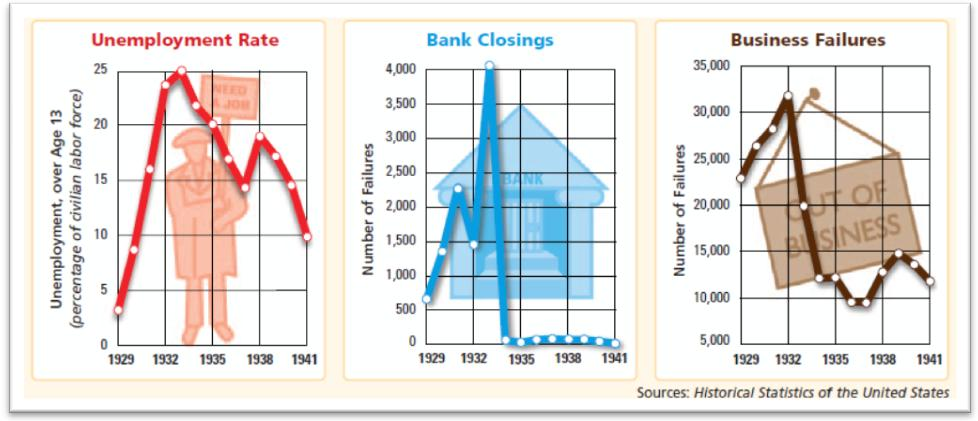 Unemployment Rate
Unemployment, over Age 13
(percentage of civilian labor force)
25
20
15
10
5
0
1929 1932 1935 1938 1941
NEED
A JOB
Bank Closings
Number of Failures
4,000
3,500
3,000
2,500
2,000
1,500
1,000
500
0
1929 1932 1935 1938 1941
BANK
Business Failures
Number of Failures
35,000
30,000
25,000
20,000
15,000
10,000
5,000
1929 1932 1935 1938 1941
OUT OF
BUSINESS
Sources: Historical Statistics of the United States